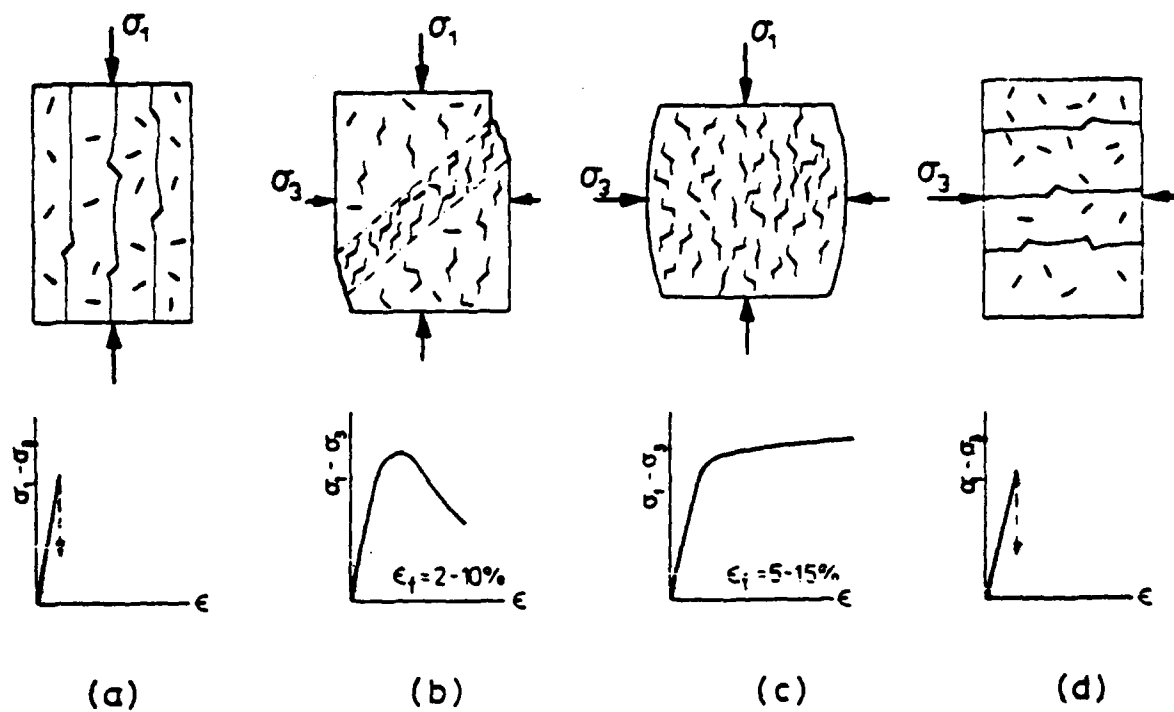 σ₁
σ₁
σ₁
σ₃
σ₃
σ₃
σ₁-σ₃
σ₁-σ₃
σ₁-σ₃
σ₁-σ₃
ϵf=2-10%
ϵf=5-15%
ϵ
ϵ
ϵ
ϵ
(a)
(b)
(c)
(d)